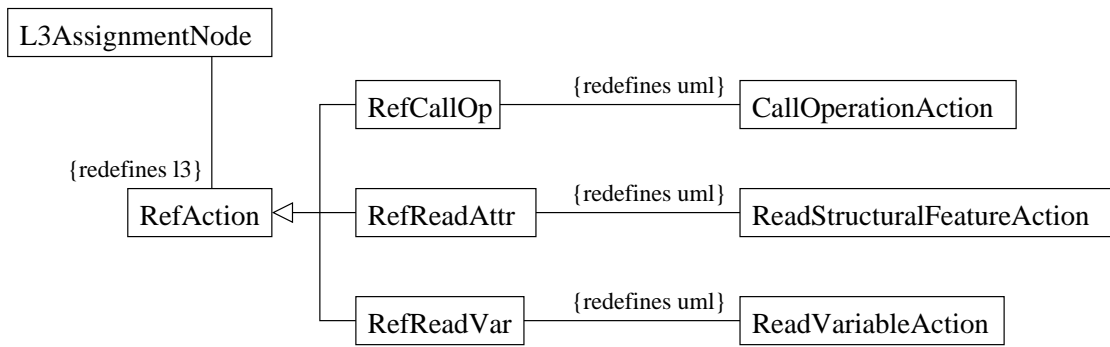 L3AssignmentNode
{redefines uml}
RefCallOp
CallOperationAction
{redefines l3}
{redefines uml}
RefAction
RefReadAttr
ReadStructuralFeatureAction
{redefines uml}
RefReadVar
ReadVariableAction